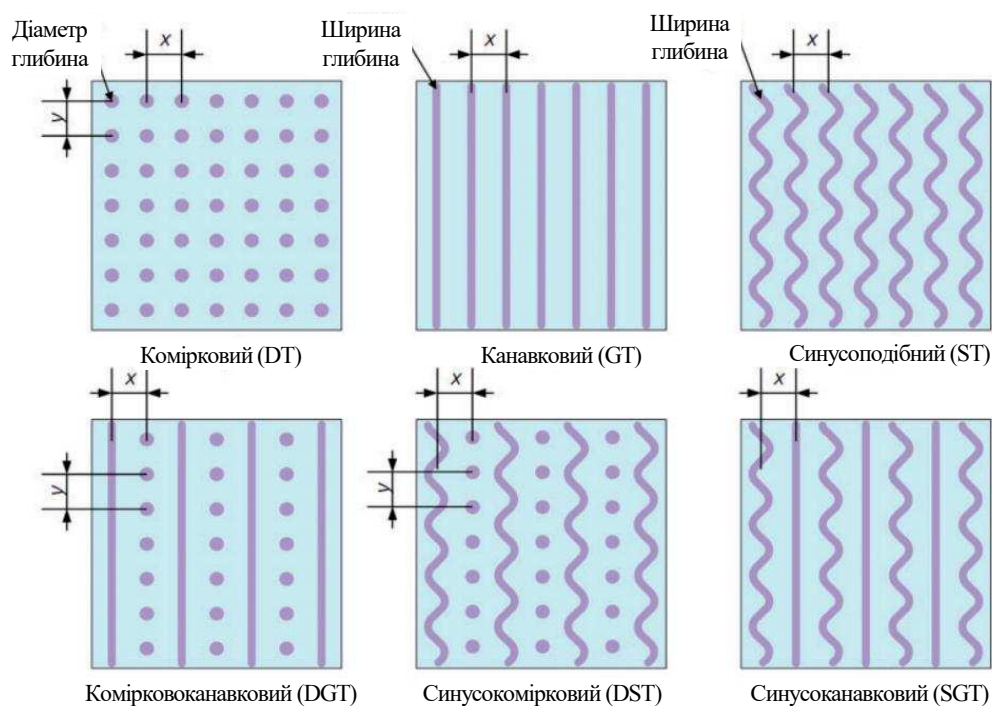 Діаметр
глибина
x
y
Ширина
глибина
x
Ширина
глибина
x
Комірковий (DT)
Канавковий (GT)
Синусоподібний (ST)
x
y
x
y
x
Комірковоканавковий (DGT)
Синусокомірковий (DST)
Синусоканавковий (SGT)